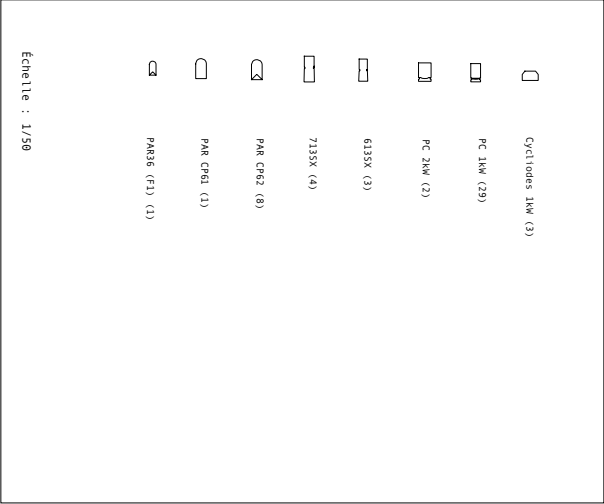 Cycliodes 1kW (3)
PC 1kW (29)
PC 2kW (2)
613SX (3)
713SX (4)
PAR CP62 (8)
PAR CP61 (1)
PAR36 (F1) (1)
Échelle : 1/50